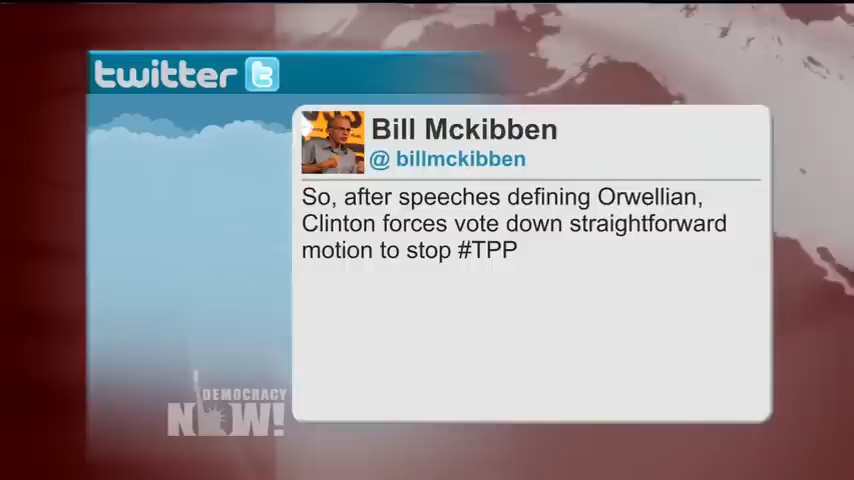 twitter t
Bill Mckibben
@ billmckibben
So, after speeches defining Orwellian,
Clinton forces vote down straightforward
motion to stop #TPP
DEMOCRACY
NOW!